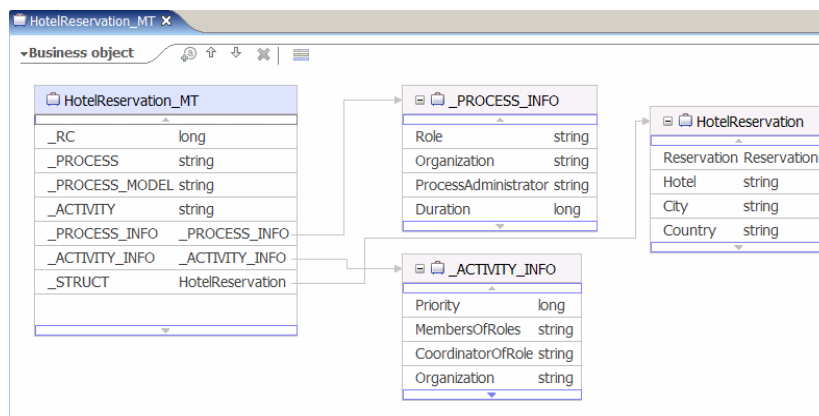 HotelReservation_MT
Business object
HotelReservation_MT
_RC long
_PROCESS string
_PROCESS_MODEL string
_ACTIVITY string
_PROCESS_INFO _PROCESS_INFO
_ACTIVITY_INFO _ACTIVITY_INFO
_STRUCT HotelReservation
_PROCESS_INFO
Role string
Organization string
ProcessAdministrator string
Duration long
_ACTIVITY_INFO
Priority long
MembersOfRoles string
CoordinatorOfRole string
Organization string
HotelReservation
Reservation Reservation
Hotel string
City string
Country string